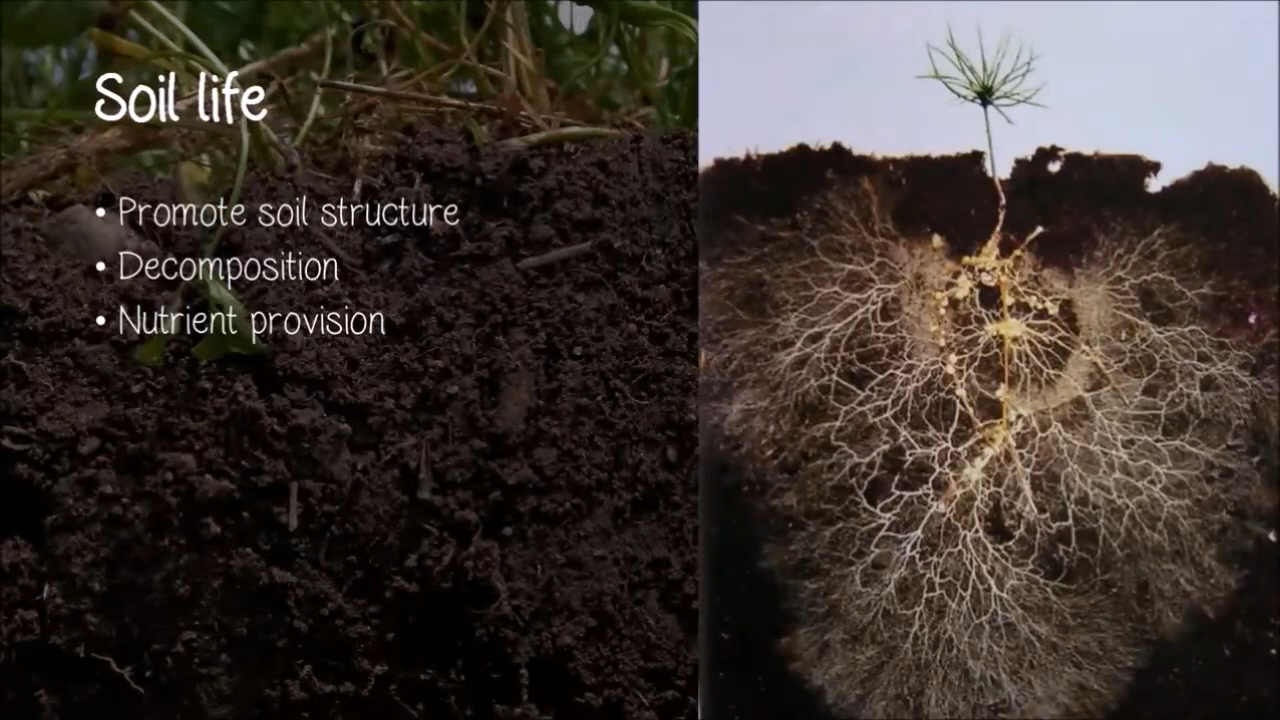 Soil life
• Promote soil structure
• Decomposition
• Nutrient provision